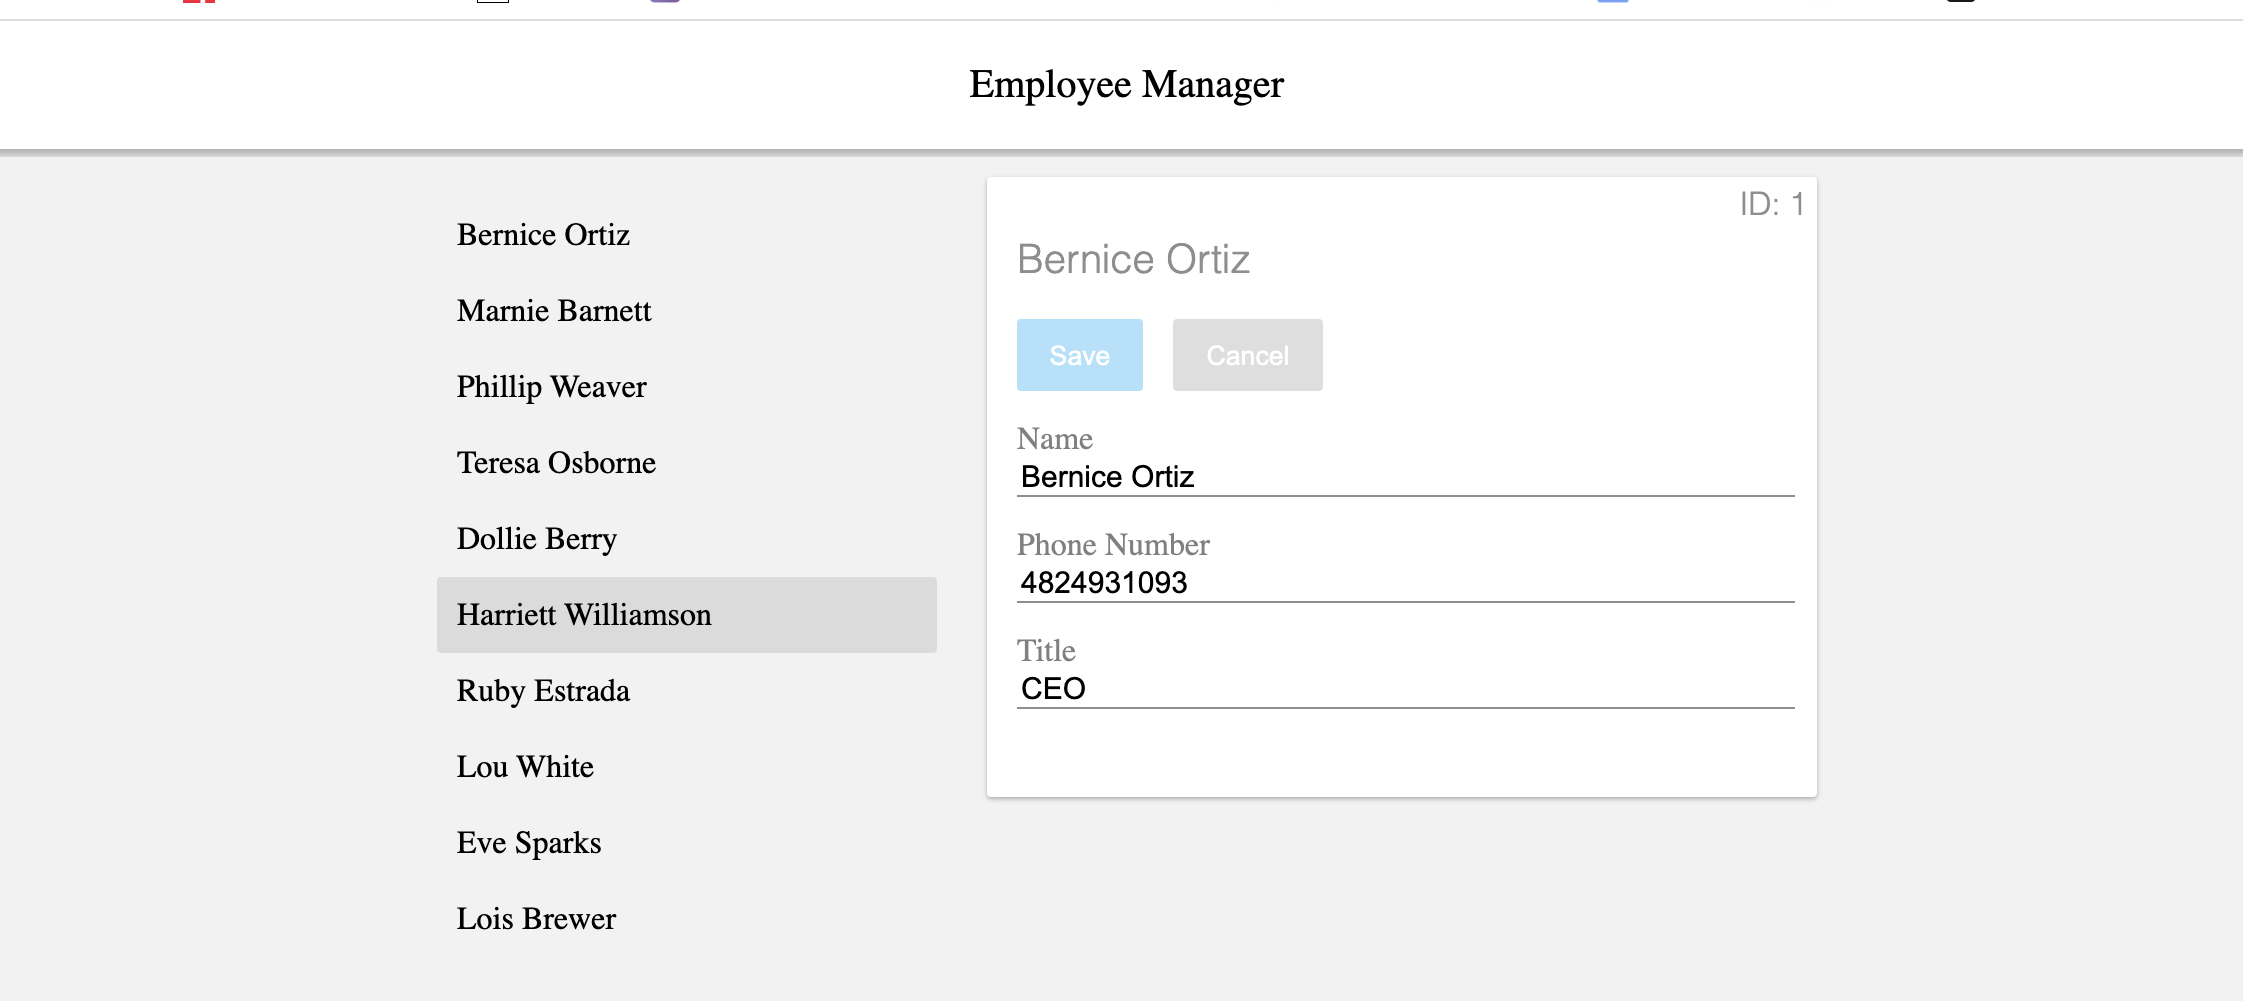 Employee Manager
Bernice Ortiz
Marnie Barnett
Phillip Weaver
Teresa Osborne
Dollie Berry
Harriett Williamson
Ruby Estrada
Lou White
Eve Sparks
Lois Brewer
ID: 1
Bernice Ortiz
Save Cancel
Name
Bernice Ortiz
Phone Number
4824931093
Title
CEO